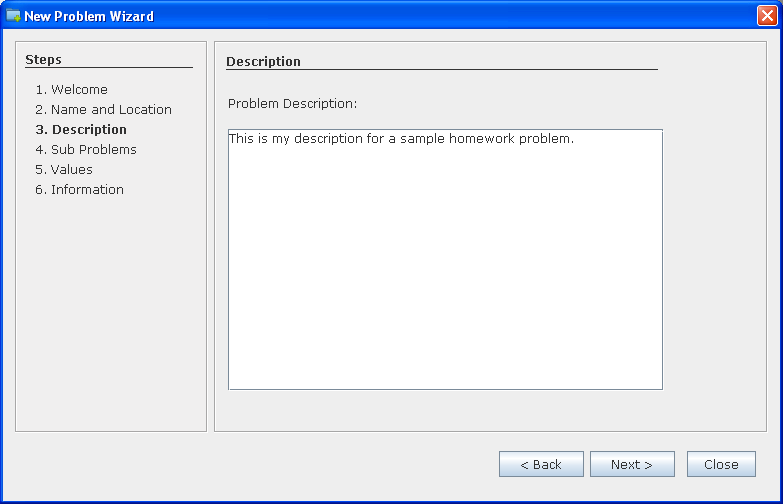 New Problem Wizard
Steps
1. Welcome
2. Name and Location
3. Description
4. Sub Problems
5. Values
6. Information
Description
Problem Description:
This is my description for a sample homework problem.
< Back
Next >
Close